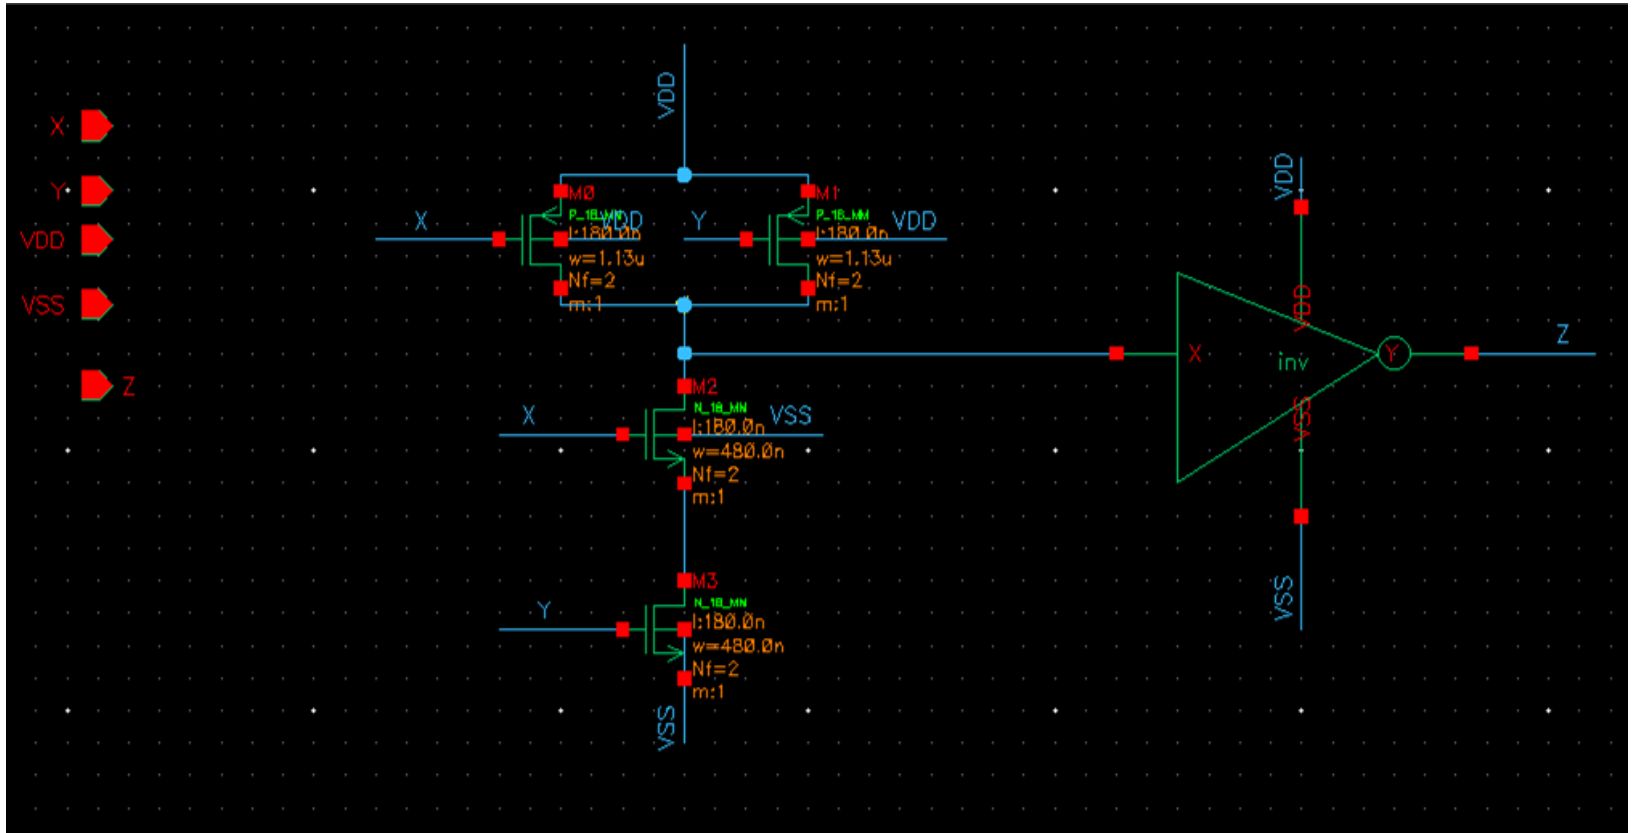 X
Y
VDD
VSS
Z
VDD
M0
P_18_MM
X
VDD
l:180.0n
w=1.13u
Nf=2
m:1
M1
P_18_MM
Y
VDD
l:180.0n
w=1.13u
Nf=2
m:1
M2
N_18_MM
X
VSS
l:180.0n
w=480.0n
Nf=2
m:1
M3
N_18_MM
Y
l:180.0n
w=480.0n
Nf=2
m:1
VSS
VDD
VDD
X
inv
Y
Z
VSS
VSS